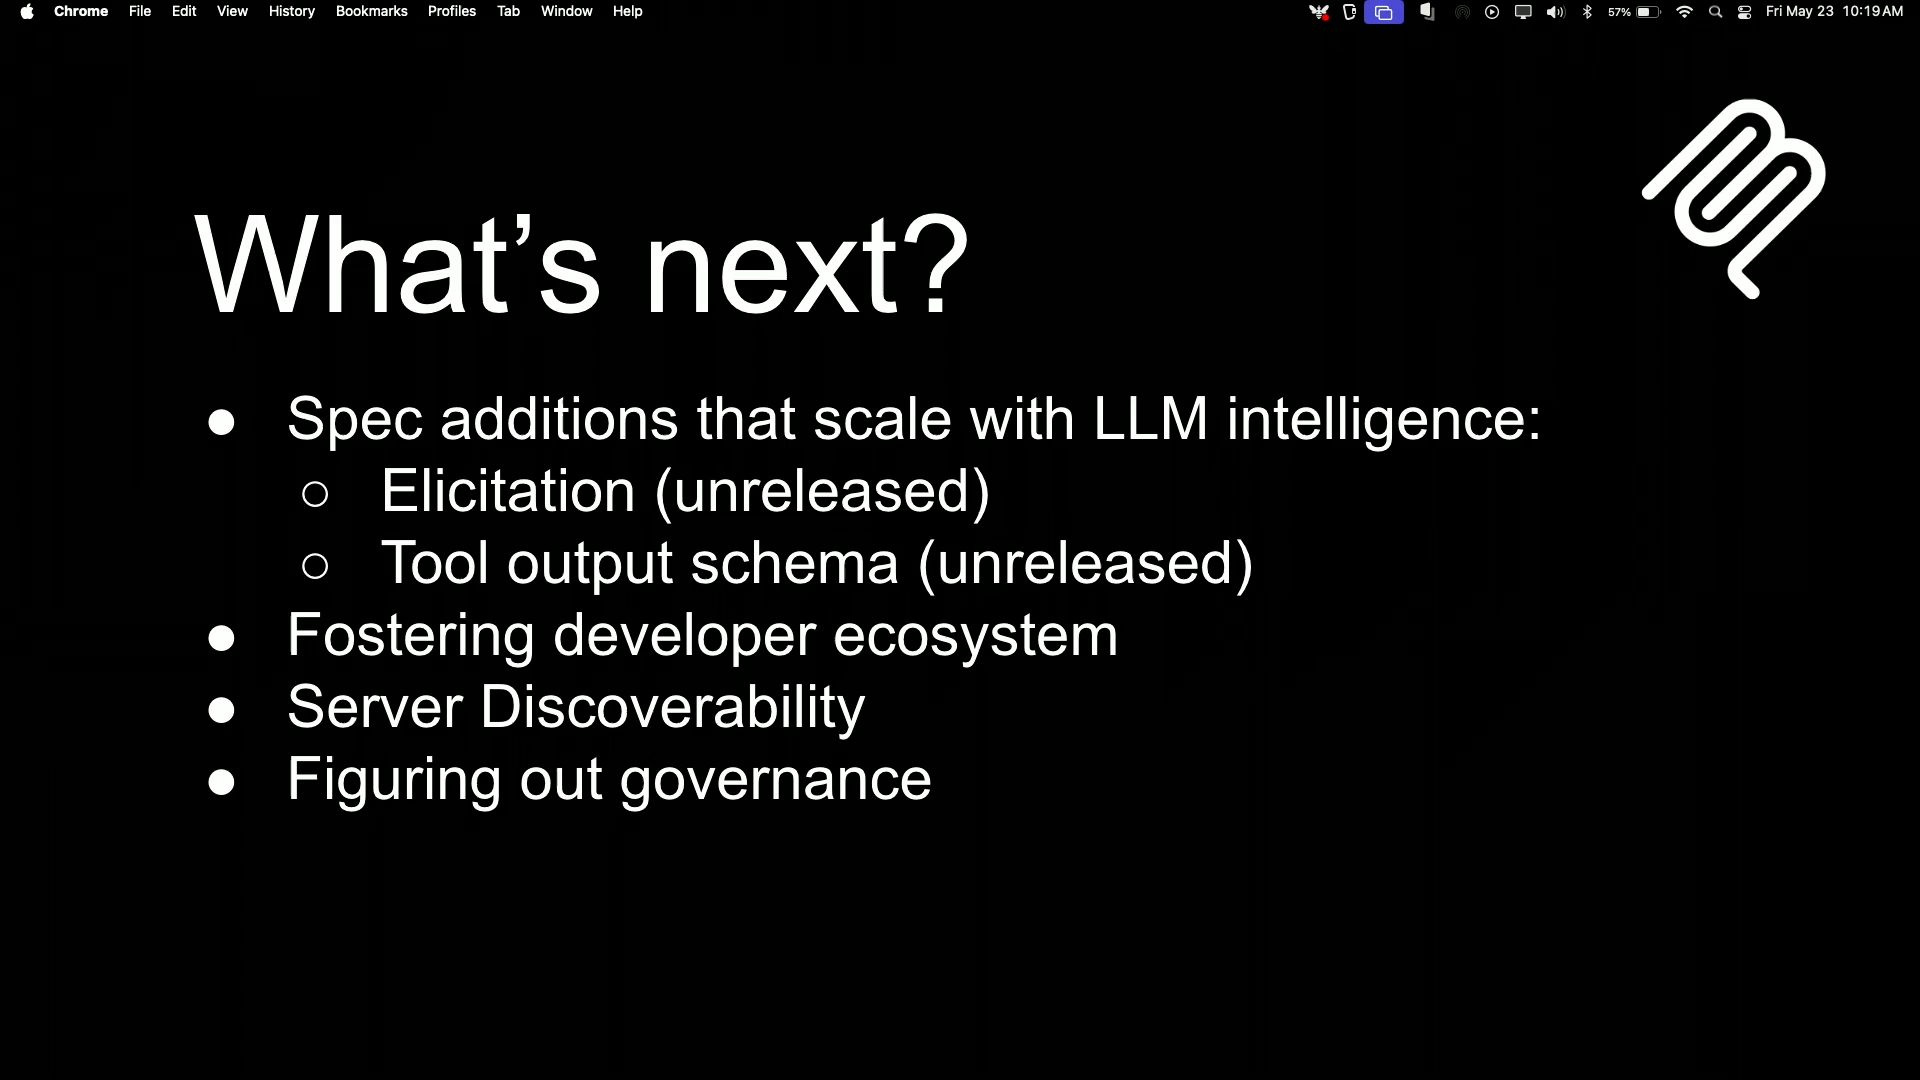 Chrome File Edit View History Bookmarks Profiles Tab Window Help 57% Fri May 23 10:19 AM
What’s next?
● Spec additions that scale with LLM intelligence:
○ Elicitation (unreleased)
○ Tool output schema (unreleased)
● Fostering developer ecosystem
● Server Discoverability
● Figuring out governance